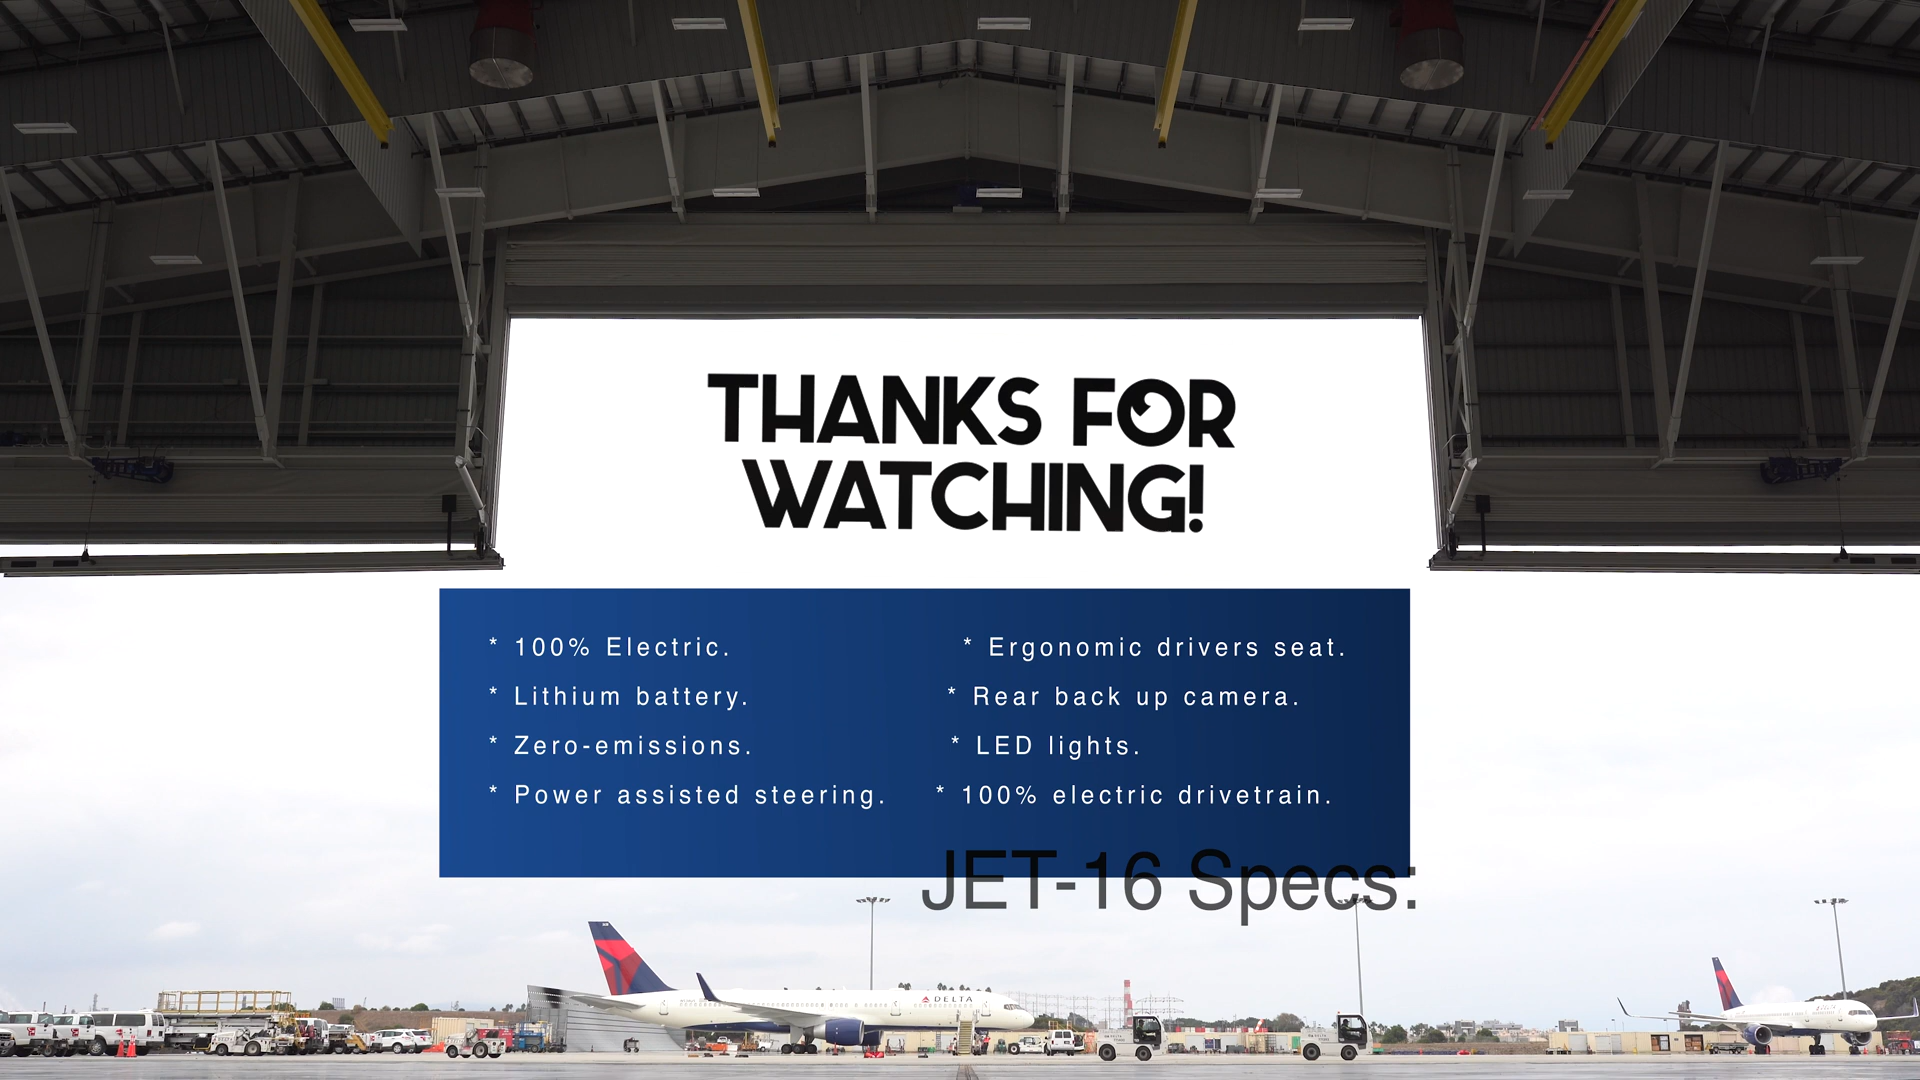 THANKS FOR
WATCHING!
* 100% Electric.
* Lithium battery.
* Zero-emissions.
* Power assisted steering.
* Ergonomic drivers seat.
* Rear back up camera.
* LED lights.
* 100% electric drivetrain.
JET-16 Specs:
DELTA